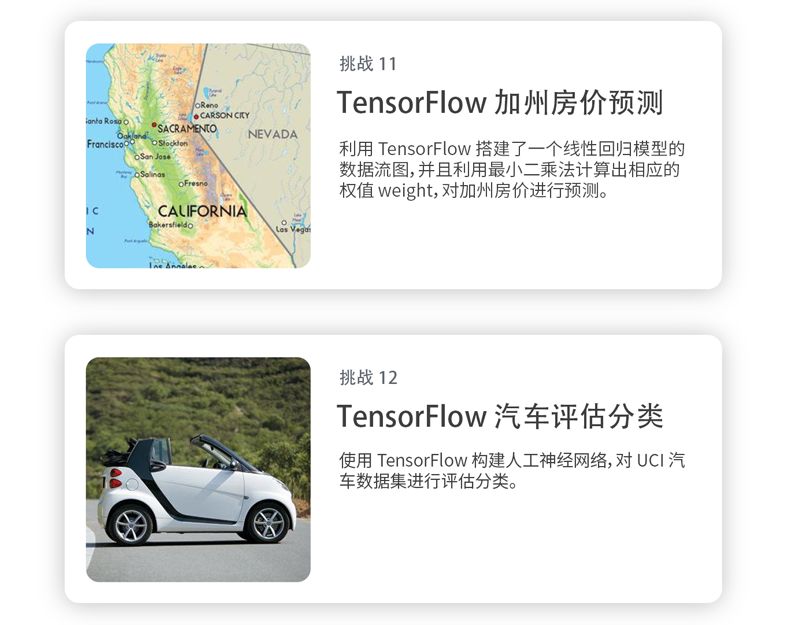 挑战 11
TensorFlow 加州房价预测
利用 TensorFlow 搭建了一个线性回归模型的
数据流图, 并且利用最小二乘法计算出相应的
权值 weight, 对加州房价进行预测。
Reno
CARSON CITY
Santa Rosa
SACRAMENTO
NEVADA
Oakland
Francisco
Stockton
San Jose
Salinas
Fresno
CALIFORNIA
I C
N
Bakersfield
Las Vegas
Los Angeles
挑战 12
TensorFlow 汽车评估分类
使用 TensorFlow 构建人工神经网络, 对 UCI 汽
车数据集进行评估分类。